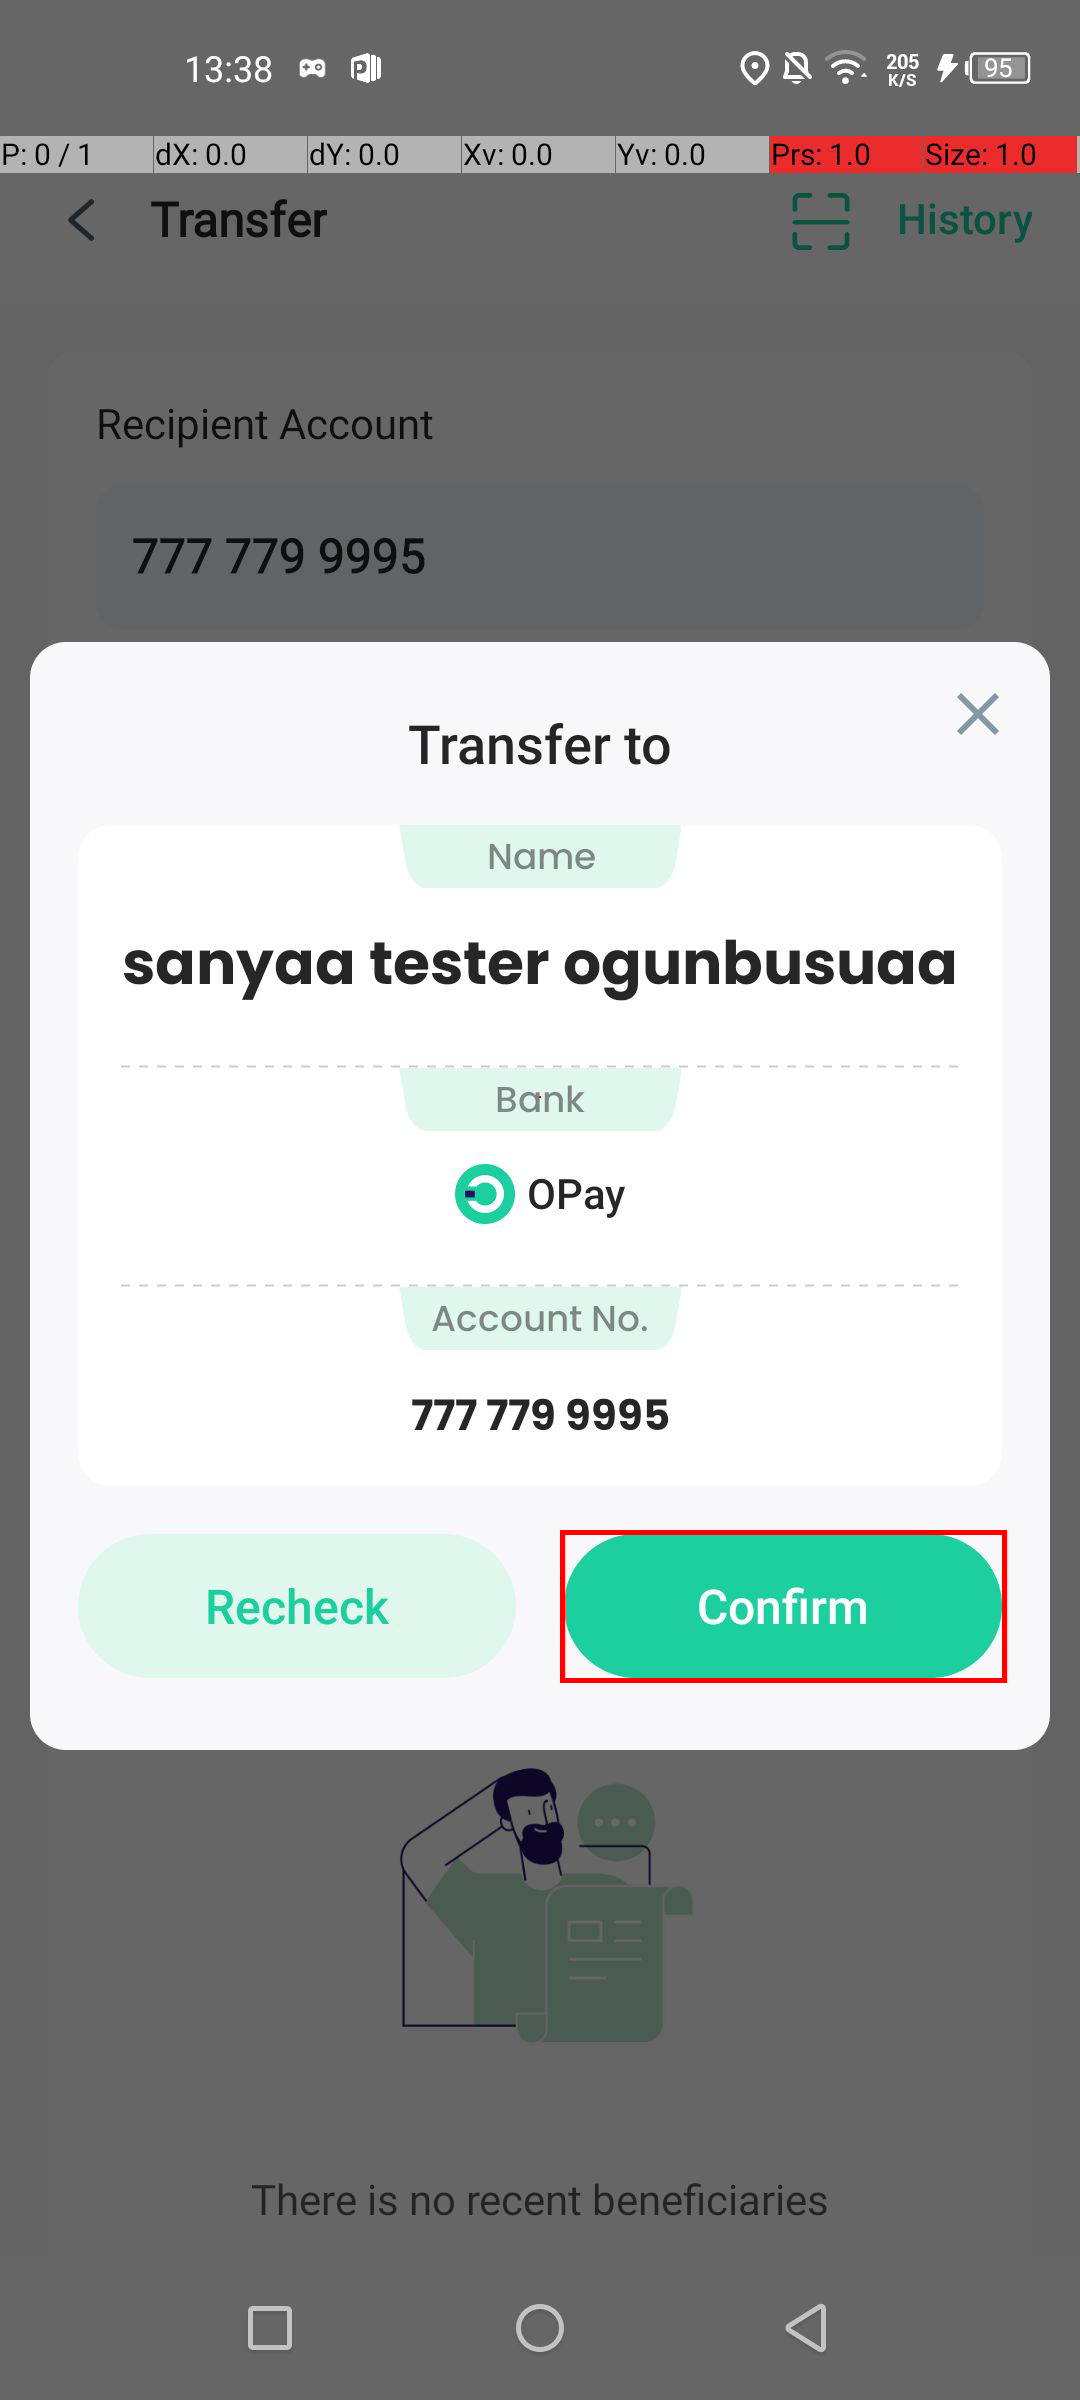 13:38
205
K/S
95
P: 0 / 1 dX: 0.0 dY: 0.0 Xv: 0.0 Yv: 0.0 Prs: 1.0 Size: 1.0
Transfer History
Recipient Account
777 779 9995
Transfer to
Name
sanyaa tester ogunbusuaa
Bank
OPay
Account No.
777 779 9995
Recheck Confirm
There is no recent beneficiaries